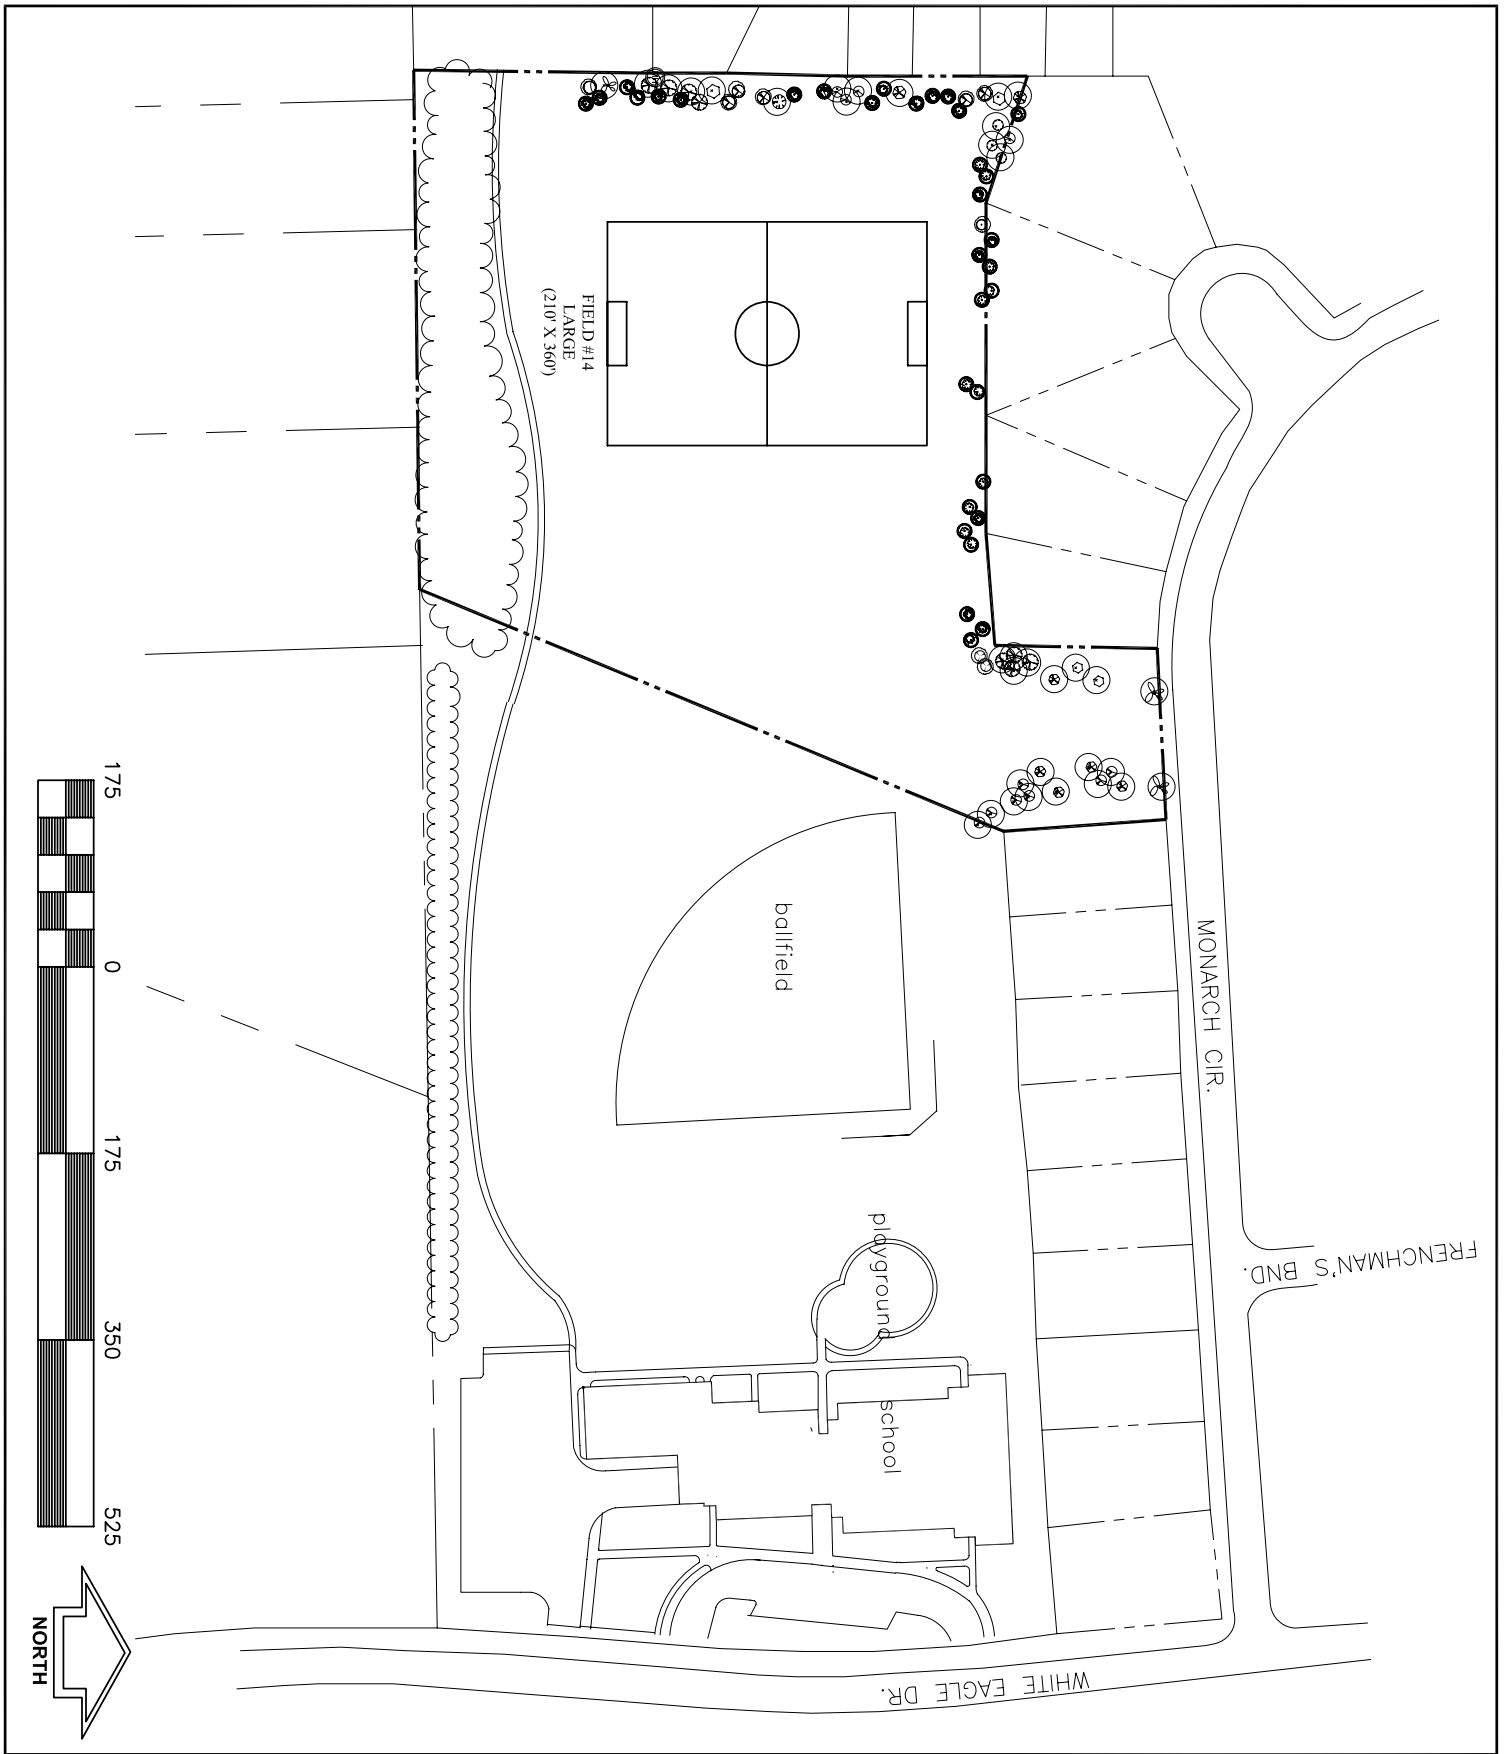 FIELD #14
LARGE
(210' X 360')
ballfield
playground
school
MONARCH CIR.
FRENCHMAN'S BND.
WHITE EAGLE DR.
175
0
175
350
525
NORTH